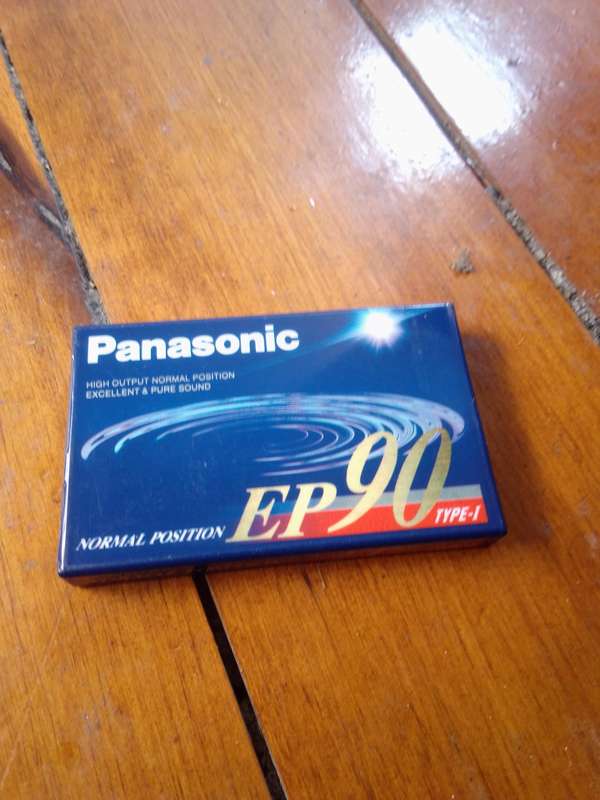 Panasonic
HIGH OUTPUT NORMAL POSITION
EXCELLENT & PURE SOUND
NORMAL POSITION EP90 TYPE-I